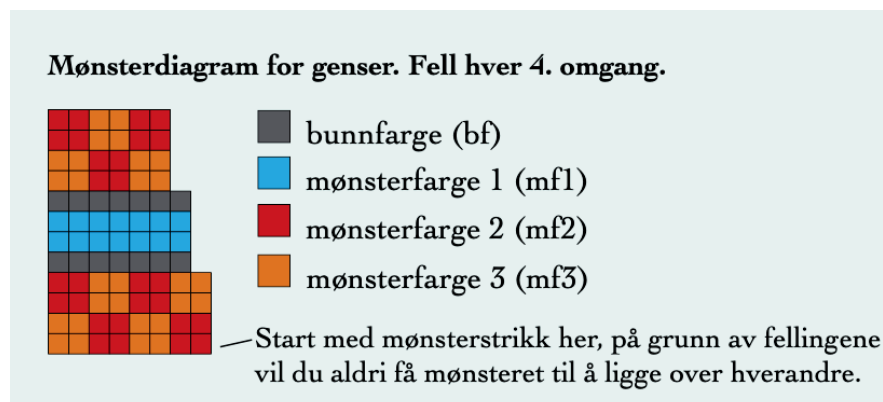 Mønsterdiagram for genser. Fell hver 4. omgang.
bunnfarge (bf)
mønsterfarge 1 (mf1)
mønsterfarge 2 (mf2)
mønsterfarge 3 (mf3)
Start med mønsterstrikk her, på grunn av fellingene
vil du aldri få mønsteret til å ligge over hverandre.